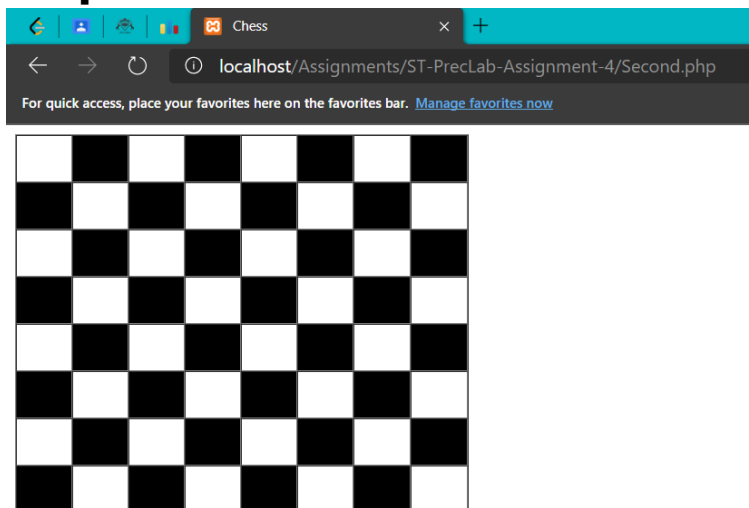 Chess
localhost/Assignments/ST-PrecLab-Assignment-4/Second.php
For quick access, place your favorites here on the favorites bar. Manage favorites now